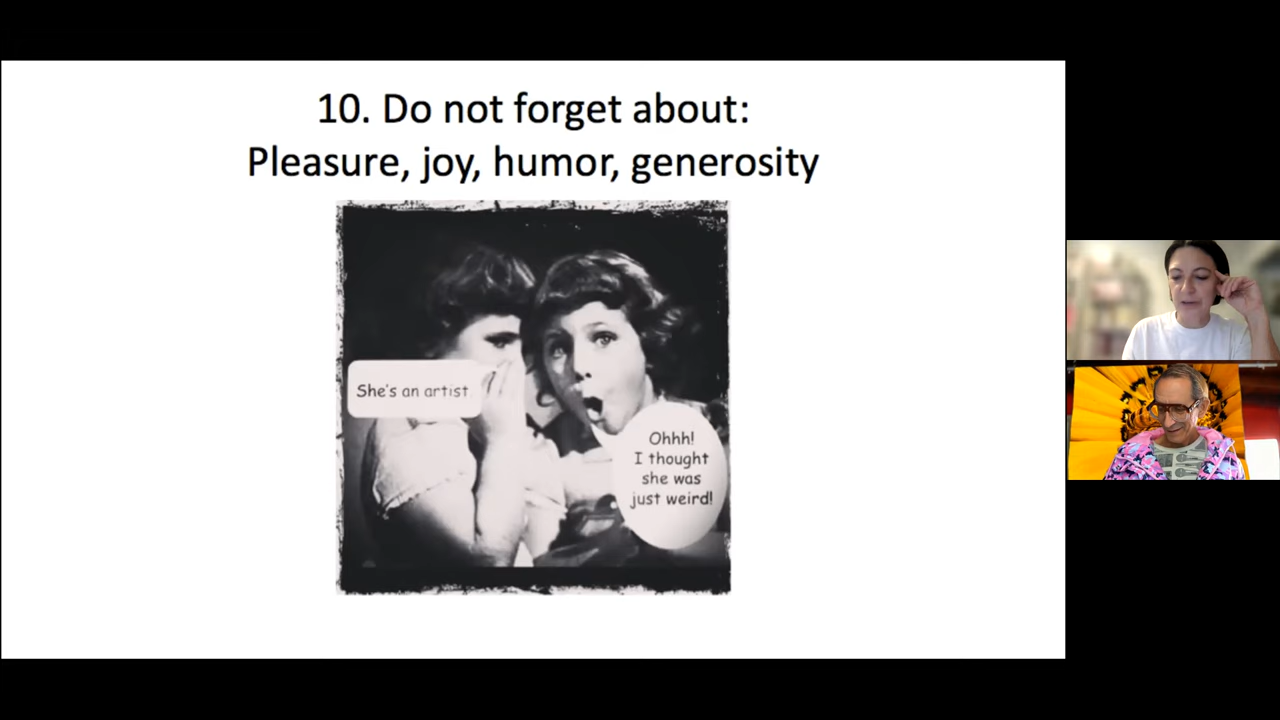 10. Do not forget about:
Pleasure, joy, humor, generosity
She's an artist
Ohhh!
I thought
she was
just weird!